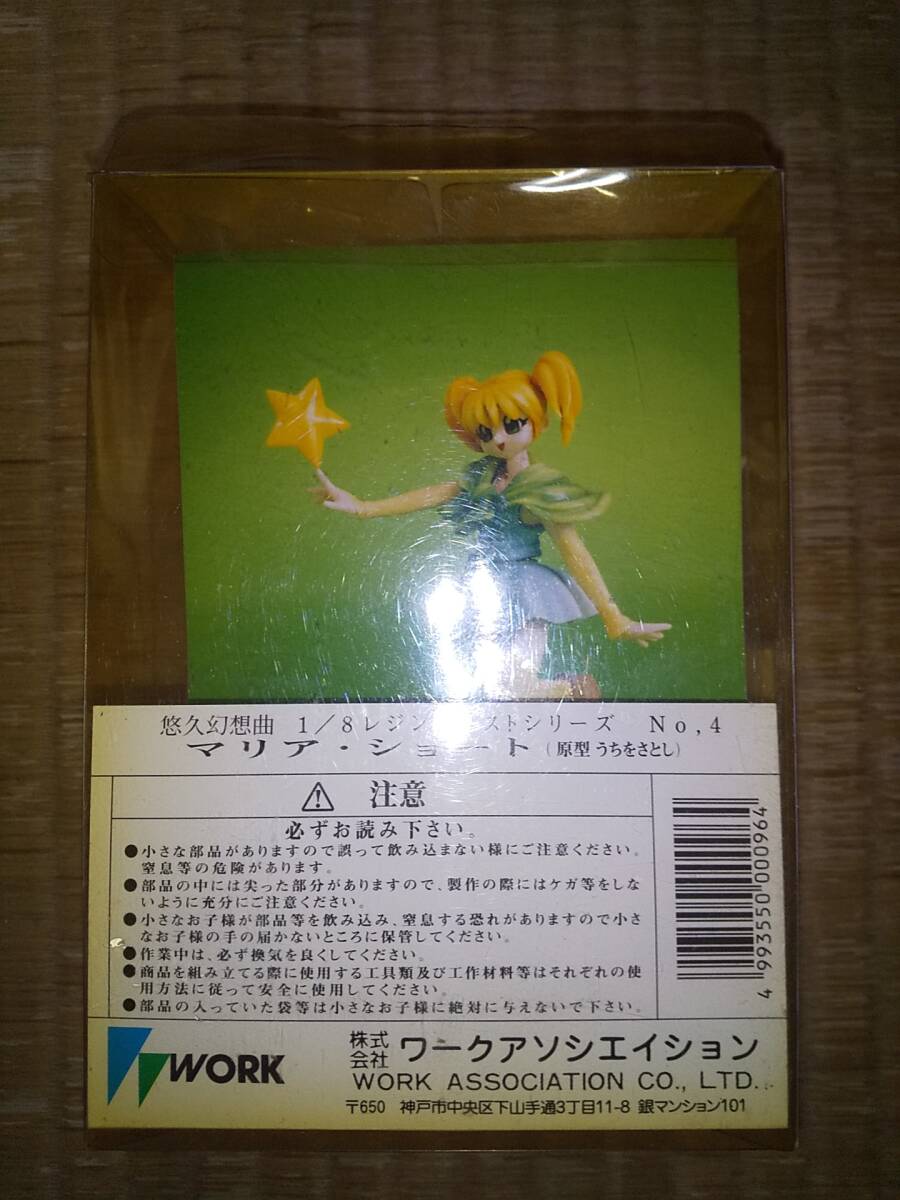 悠久幻想曲 1/8レジン ストシリーズ No,4
マリア・ショート(原型 うちをさとし)
注意
必ずお読み下さい。
●小さな部品がありますので誤って飲み込まない様にご注意ください。
窒息等の危険があります。
●部品の中には尖った部分がありますので、製作の際にはケガ等をしな
いように充分にご注意ください。
●小さなお子様が部品等を飲み込み、窒息する恐れがありますので小さ
なお子様の手の届かないところに保管してください。
●作業中は、必ず換気を良くしてください。
●商品を組み立てる際に使用する工具類及び工作材料等はそれぞれの使
用方法に従って安全に使用してください。
●部品の入っていた袋等は小さなお子様に絶対に与えないで下さい。
4 993550 000964
WORK
株式会社 ワークアソシエイション
WORK ASSOCIATION CO., LTD.
〒650 神戸市中央区下山手通3丁目11-8 銀マンション101